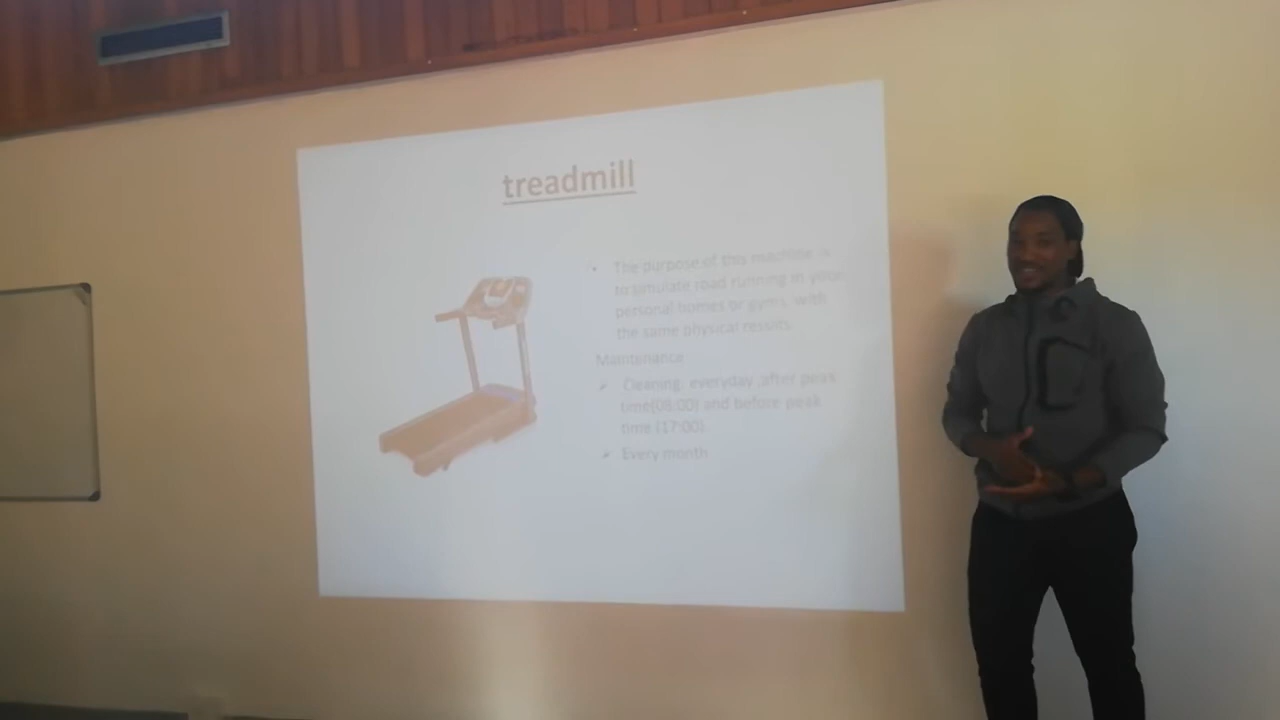 treadmill
• The purpose of this machine is
to simulate road running in your
personal homes or gyms, with
the same physical results.
Maintenance
➢ Cleaning: everyday ,after peak
time(08:00) and before peak
time (17:00).
➢ Every month